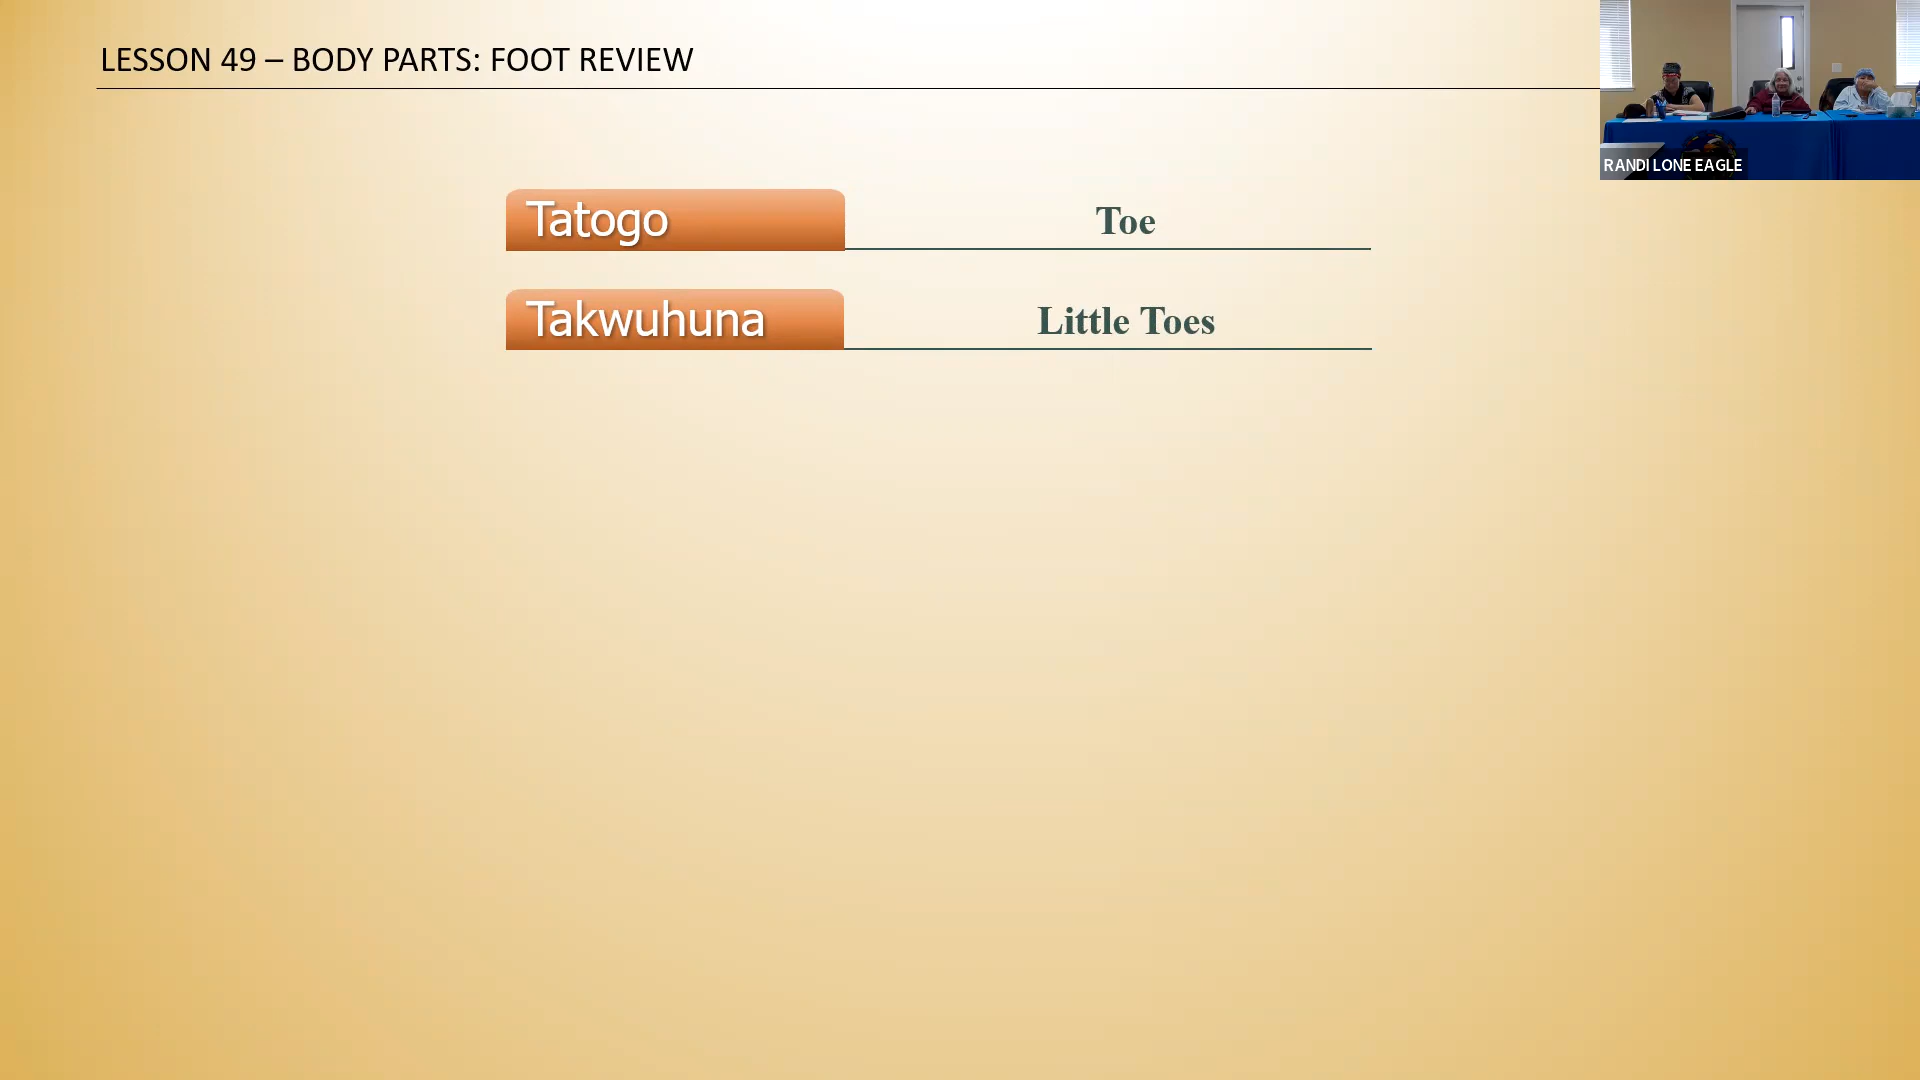 LESSON 49 – BODY PARTS: FOOT REVIEW
Tatogo Toe
Takwuhuna Little Toes
RANDI LONE EAGLE